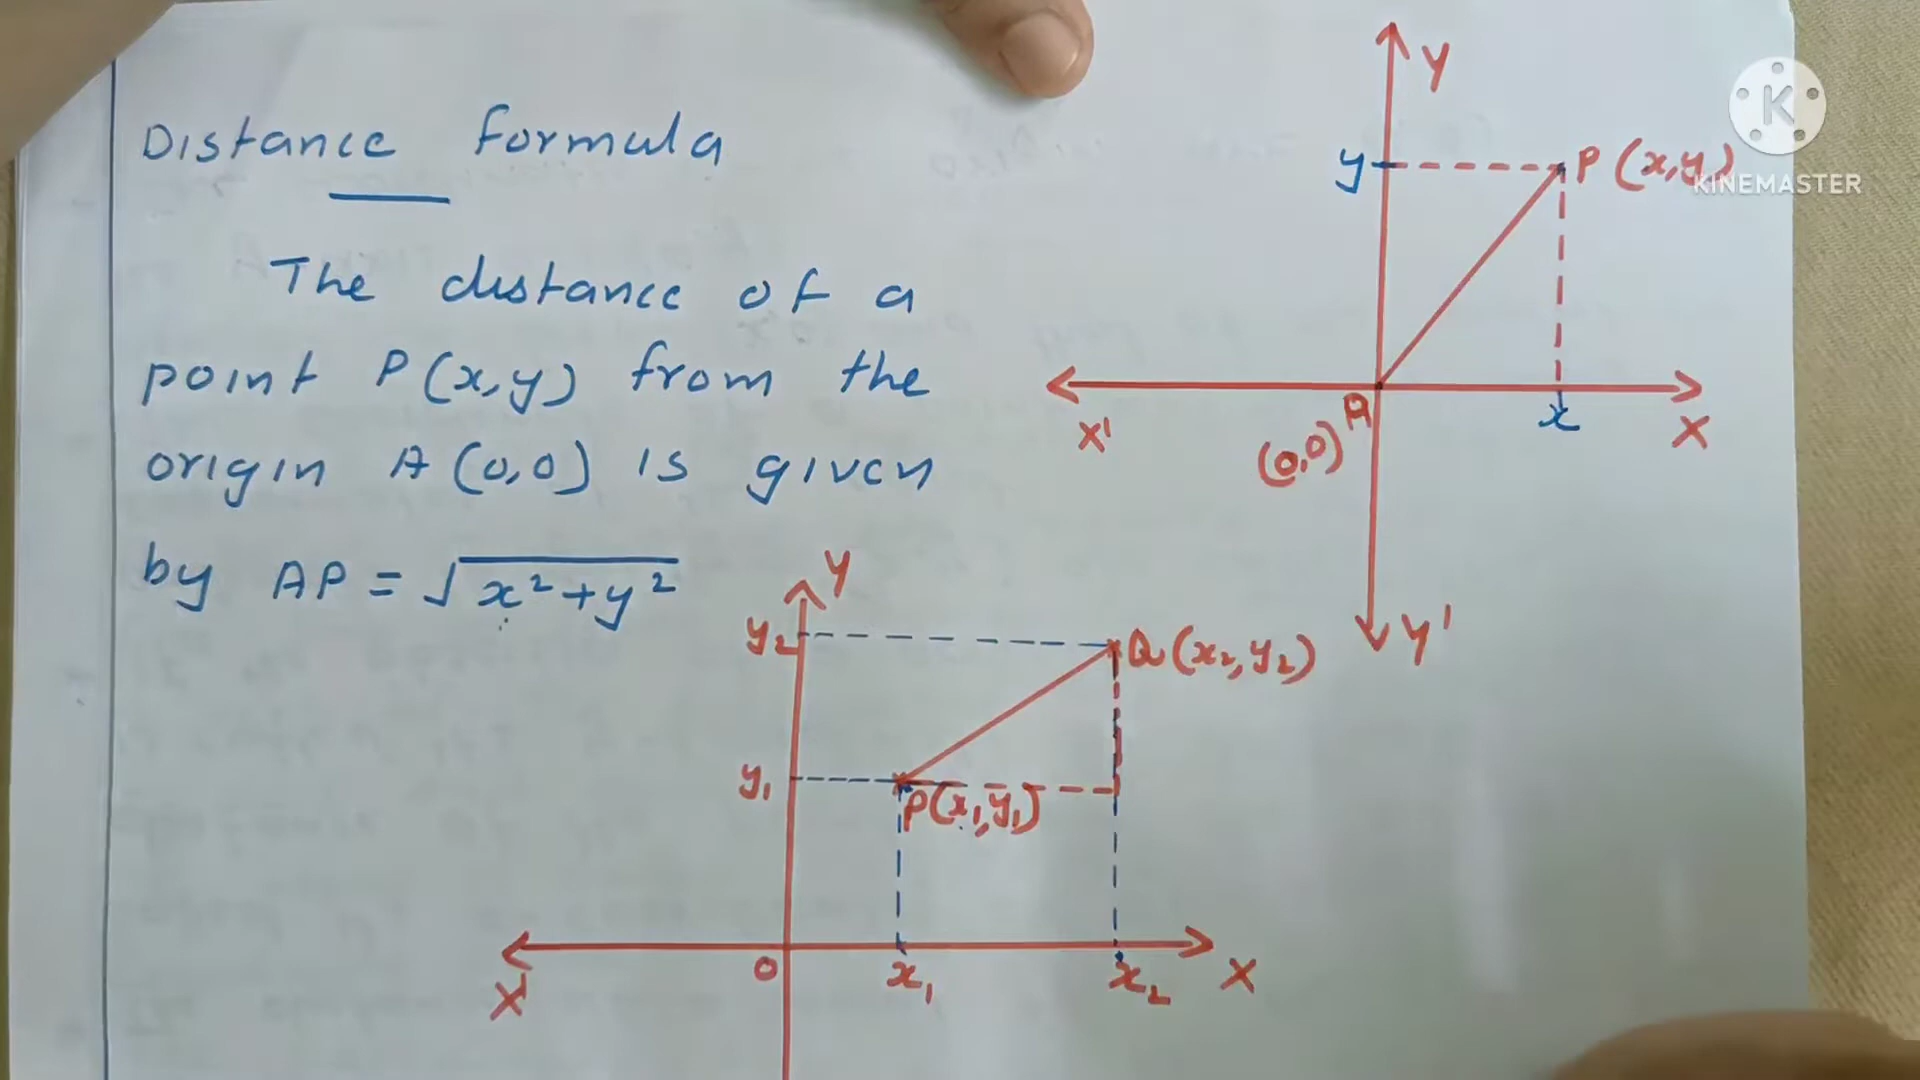 Distance formula
The distance of a
point P(x,y) from the
origin A(0,0) is given
by AP = √x²+y²
Y
y
P(x,y)
X'
A
(0,0)
x
X
Y'
Y
y₂
Q(x₂,y₂)
y₁
P(x₁,y₁)
X'
O
x₁
x₂
X
K
KINEMASTER